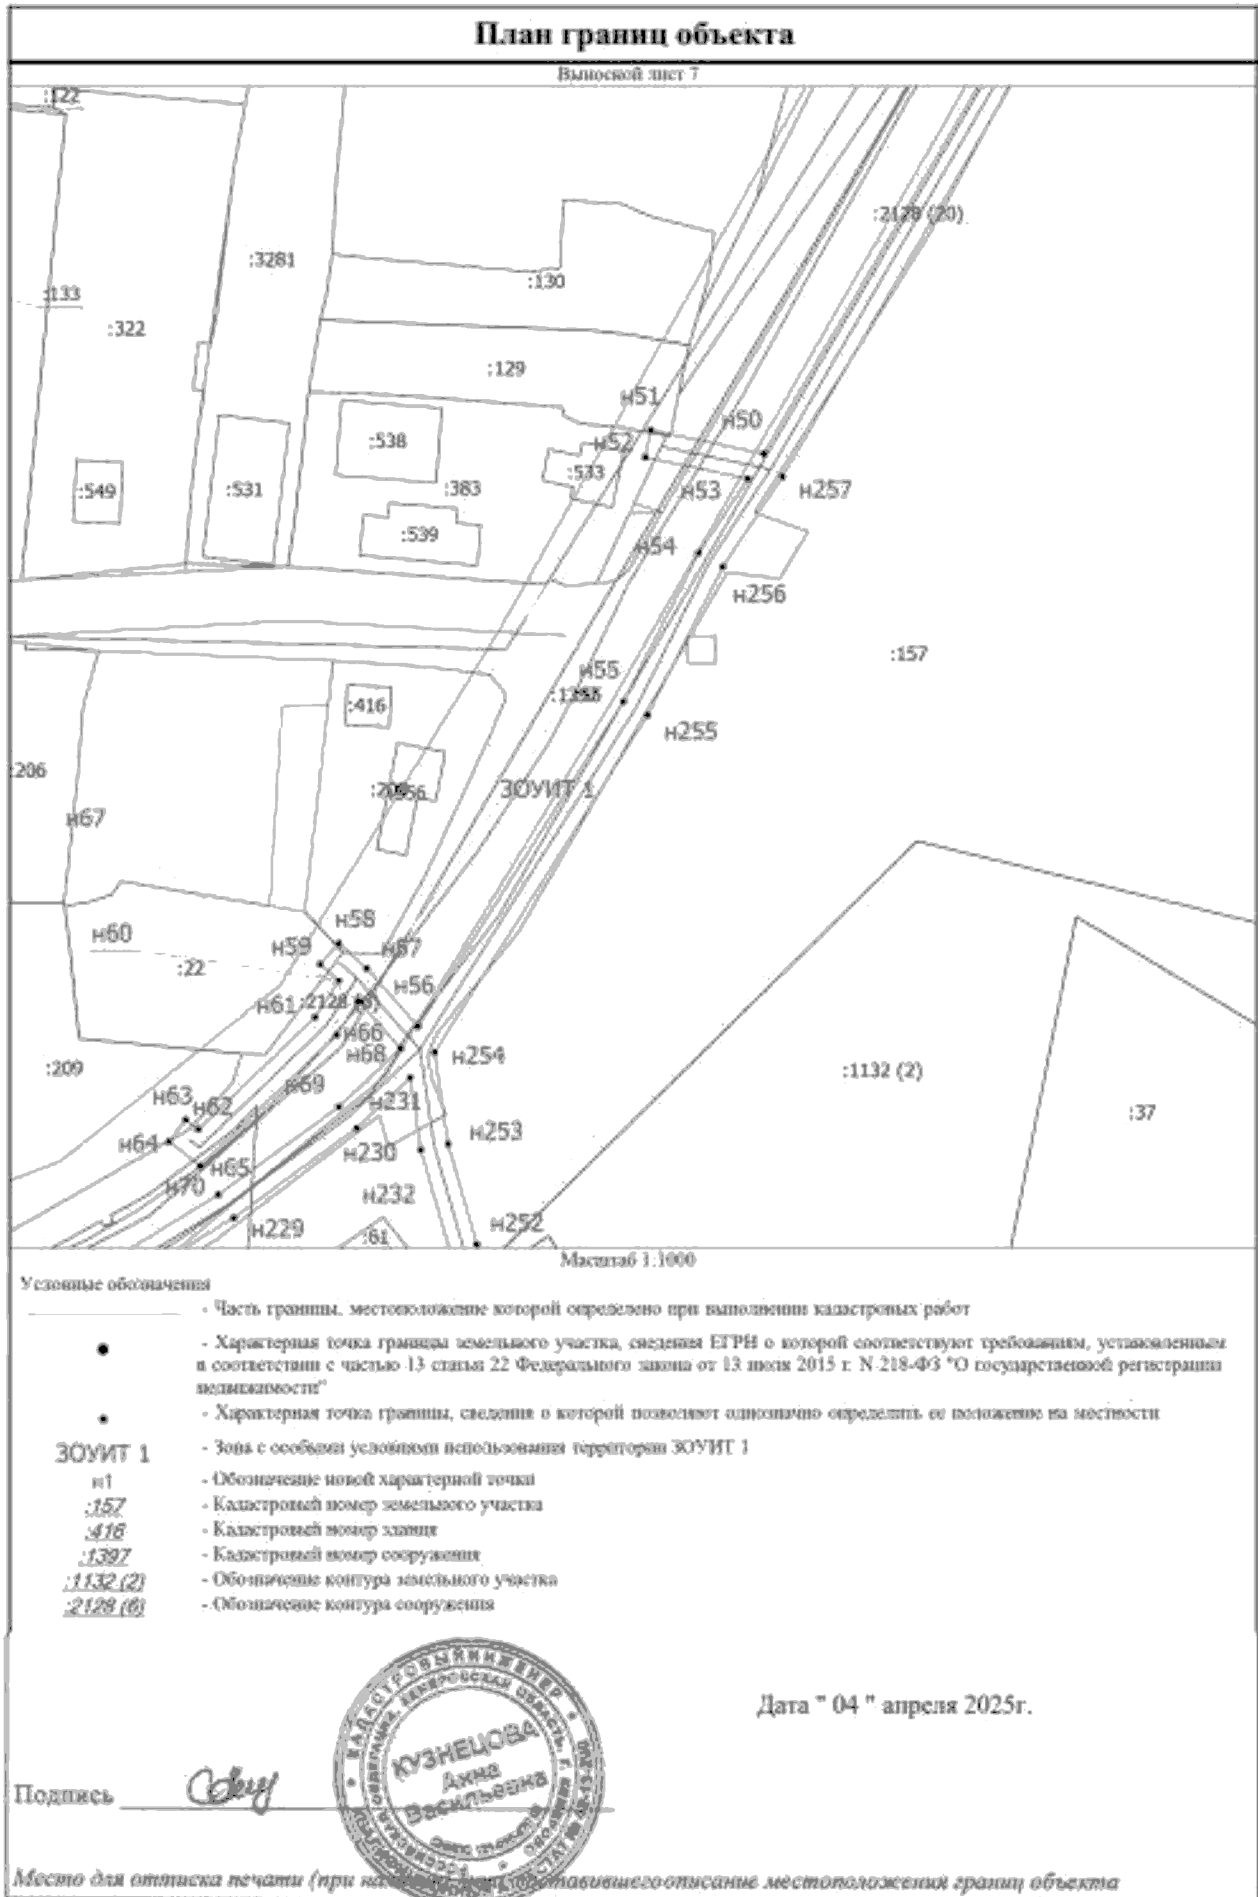 План границ объекта
Выносной лист 7
:122
:2128 (20)
:3281
:130
:133
:322
:129
н51
н50
:538
н52
:533
:549
:531
:383
н53
н257
:539
н54
н256
:157
н55
:416
н255
:206
ЗОУИТ 1
н67
н58
н60
н59
н57
:22
н56
н61
н66
н68
н254
:209
:1132 (2)
н69
н63
н62
н231
:37
н64
н253
н230
н65
н70
н232
н229
:61
н252
Масштаб 1:1000
Условные обозначения
- Часть границы, местоположение которой определено при выполнении кадастровых работ
- Характерная точка границы земельного участка, сведения ЕГРН о которой соответствуют требованиям, установленным
в соответствии с частью 13 статьи 22 Федерального закона от 13 июля 2015 г. N 218-ФЗ "О государственной регистрации
недвижимости"
- Характерная точка границы, сведения о которой позволяют однозначно определить ее положение на местности
ЗОУИТ 1 - Зона с особыми условиями использования территории ЗОУИТ 1
н1 - Обозначение новой характерной точки
:157 - Кадастровый номер земельного участка
:416 - Кадастровый номер здания
:1397 - Кадастровый номер сооружения
:1132 (2) - Обозначение контура земельного участка
:2128 (6) - Обозначение контура сооружения
Дата " 04 " апреля 2025г.
КАДАСТРОВЫЙ ИНЖЕНЕР
КУЗНЕЦОВА
Анна
Васильевна
Подпись
Место для оттиска печати (при составившего описание местоположения границ объекта